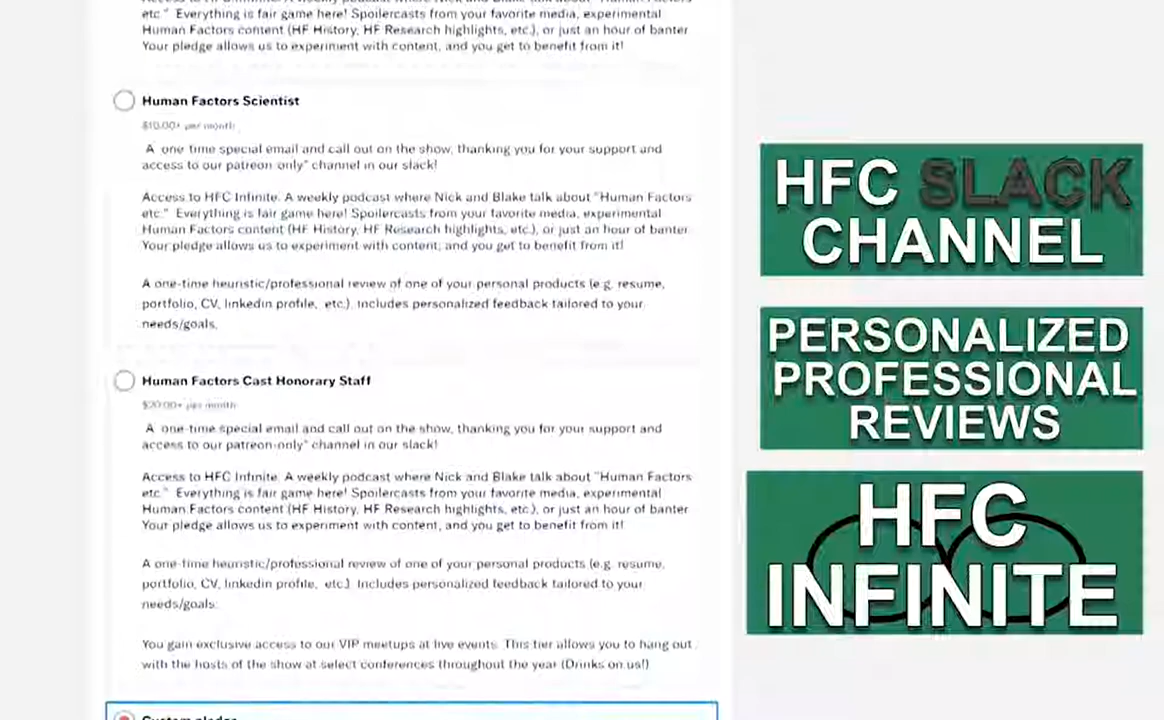 etc." Everything is fair game here! Spoilercasts from your favorite media, experimental
Human Factors content (HF History, HF Research highlights, etc.), or just an hour of banter
Your pledge allows us to experiment with content, and you get to benefit from it!
Human Factors Scientist
$10.00+ per month
A one time special email and call out on the show, thanking you for your support and
access to our patreon only" channel in our slack!
Access to HFC Infinite. A weekly podcast where Nick and Blake talk about "Human Factors
etc." Everything is fair game here! Spoilercasts from your favorite media, experimental
Human Factors content (HF History, HF Research highlights, etc.), or just an hour of banter
Your pledge allows us to experiment with content, and you get to benefit from it!
A one-time heuristic/professional review of one of your personal products (e.g. resume,
portfolio, CV, linkedin profile, etc.). Includes personalized feedback tailored to your
needs/goals.
Human Factors Cast Honorary Staff
$20.00+ per month
A one-time special email and call out on the show, thanking you for your support and
access to our patreon-only" channel in our slack!
Access to HFC Infinite. A weekly podcast where Nick and Blake talk about "Human Factors
etc." Everything is fair game here! Spoilercasts from your favorite media, experimental
Human Factors content (HF History, HF Research highlights, etc.), or just an hour of banter
Your pledge allows us to experiment with content, and you get to benefit from it!
A one-time heuristic/professional review of one of your personal products (e.g. resume,
portfolio, CV, linkedin profile, etc.) Includes personalized feedback tailored to your
needs/goals.
You gain exclusive access to our VIP meetups at live events. This tier allows you to hang out
with the hosts of the show at select conferences throughout the year (Drinks on us!)
Custom pledge
HFC SLACK
CHANNEL
PERSONALIZED
PROFESSIONAL
REVIEWS
HFC
INFINITE